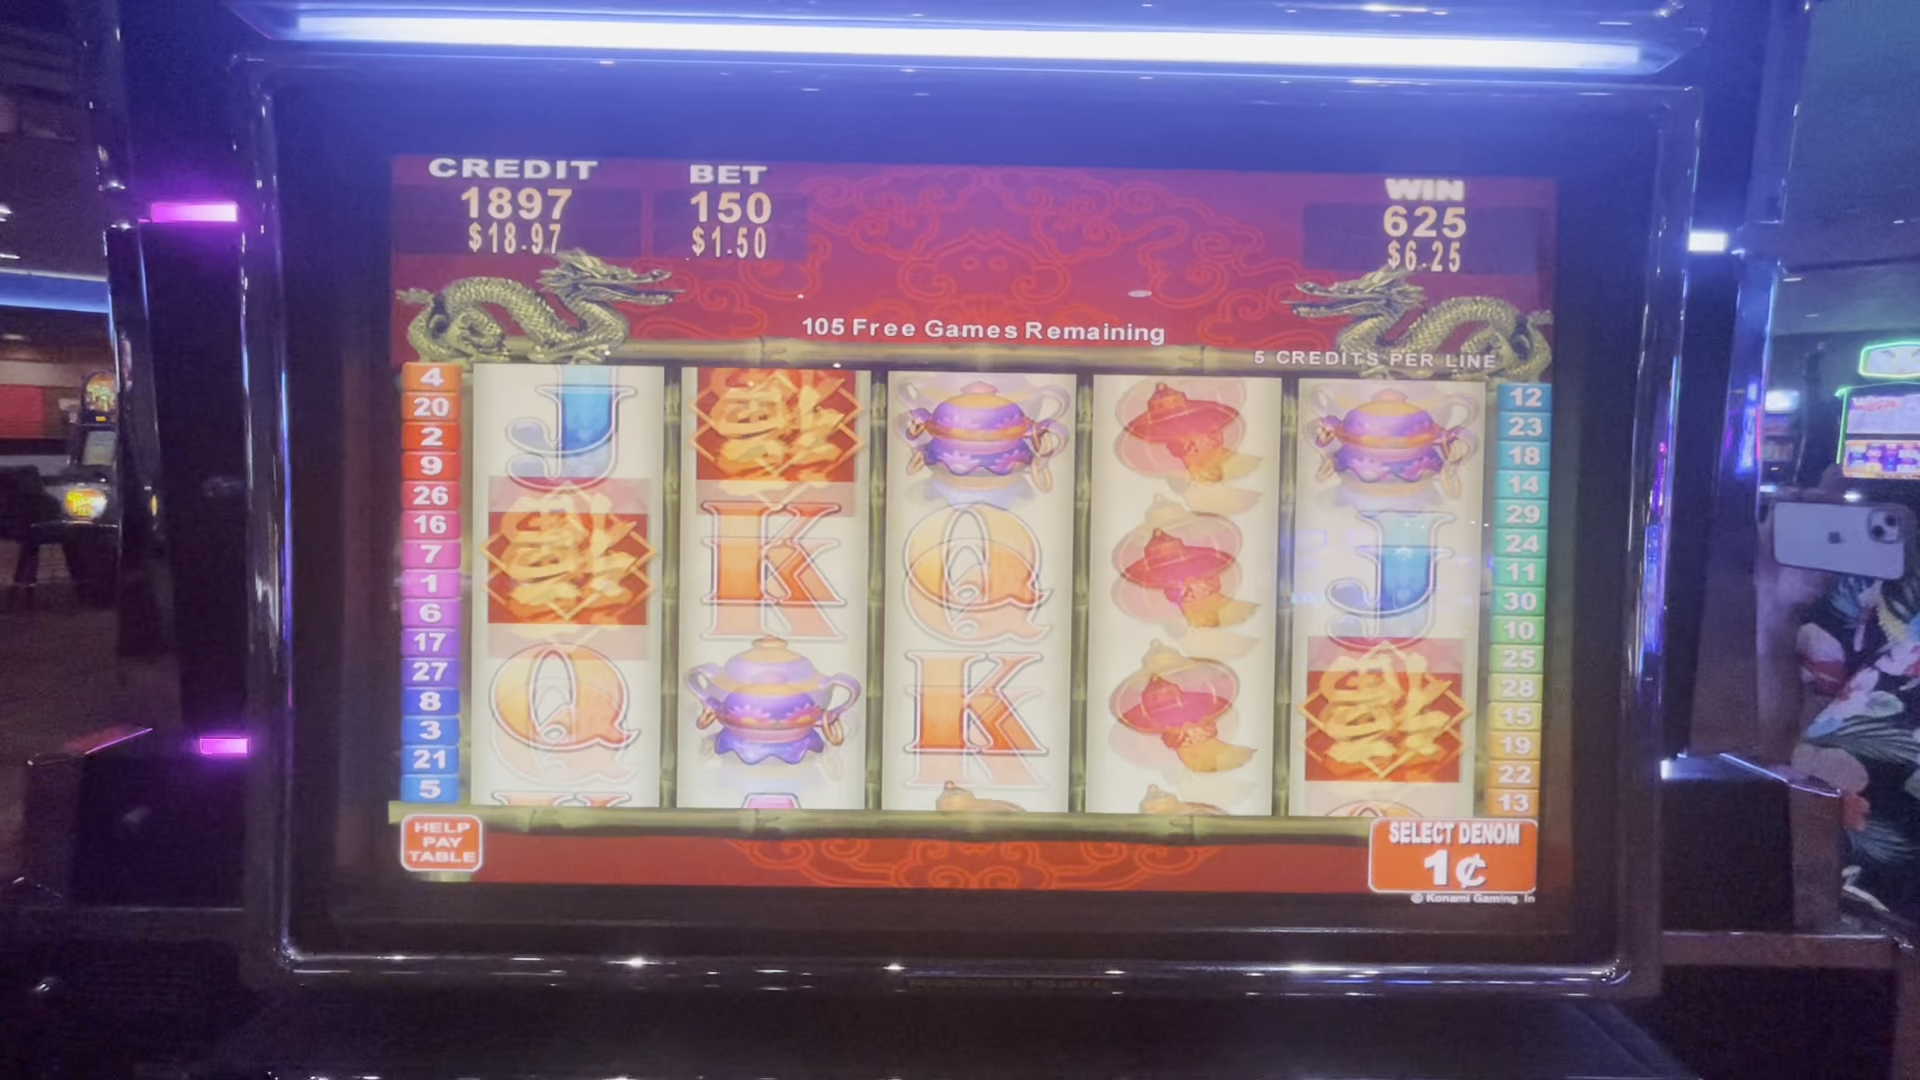 CREDIT
1897
$18.97
BET
150
$1.50
WIN
625
$6.25
105 Free Games Remaining
5 CREDITS PER LINE
4
20
2
9
26
16
7
1
6
17
27
8
3
21
5
J
Q
K
K
Q
K
J
12
23
18
14
29
24
11
30
10
25
28
15
19
22
13
HELP
PAY
TABLE
SELECT DENOM
1¢
© Konami Gaming, In